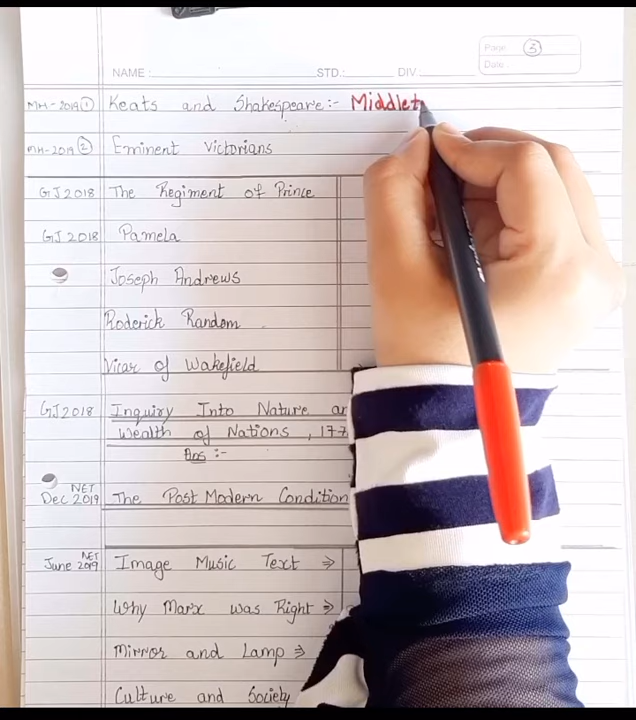 Page: 3
Date:
NAME: STD.: DIV.:
MH-2019 ① Keats and Shakespeare:- Middlet
MH-2019 ② Eminent Victorians
GJ 2018 The Regiment of Prince
GJ 2018 Pamela
Joseph Andrews
Roderick Random
Vicar of Wakefield
GJ 2018 Inquiry Into Nature an
Wealth of Nations, 177
Ans :-
NET
Dec 2019 The Post Modern Condition
NET
June 2019 Image Music Text ⇒
Why Marx was Right ⇒
Mirror and Lamp ⇒
Culture and Society